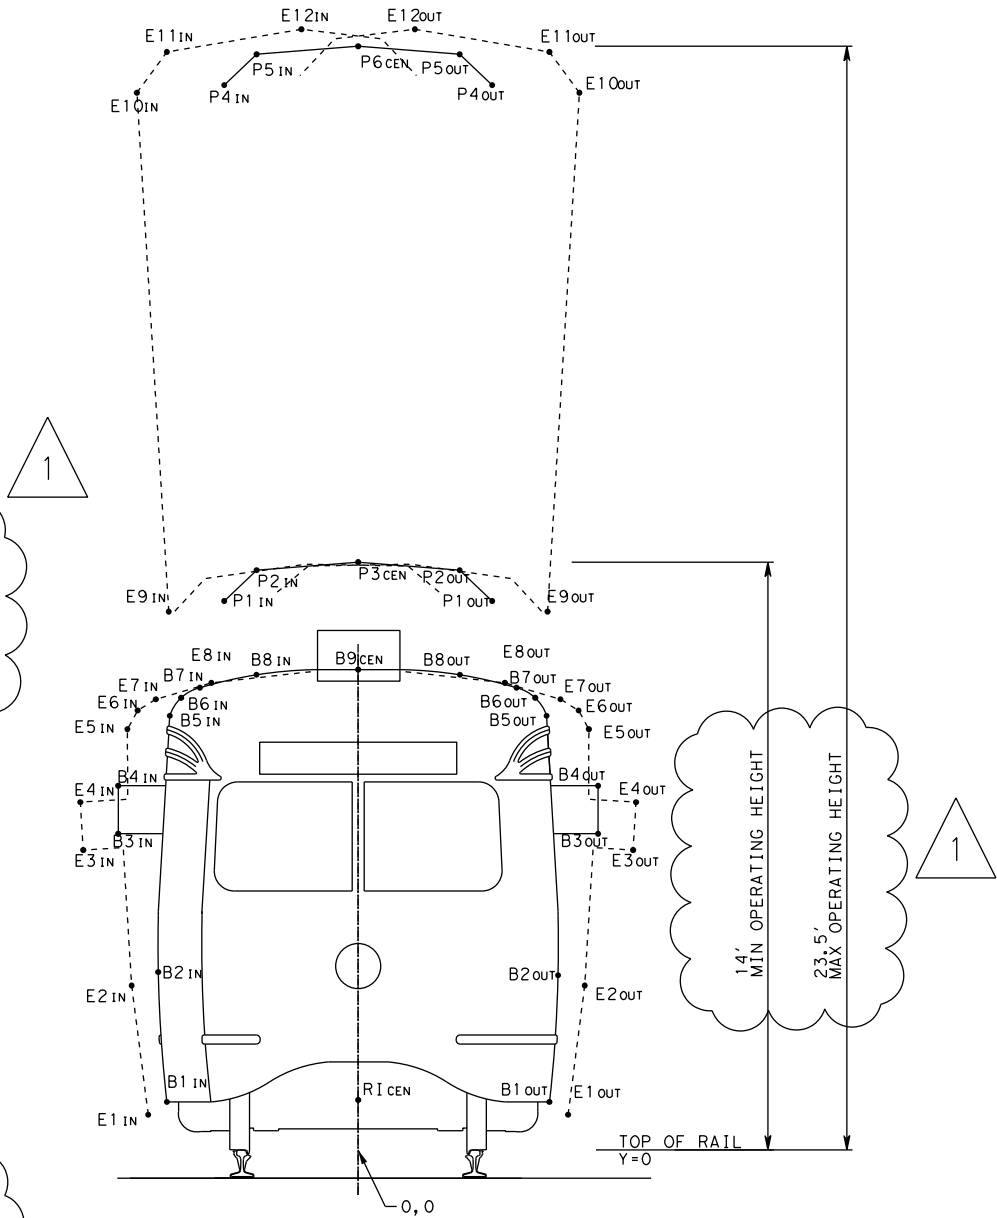 E12IN
E12OUT
E11IN
E11OUT
P5IN
P6CEN
P5OUT
E10IN
P4IN
P4OUT
E10OUT
1
P2IN
P3CEN
P2OUT
E9IN
P1IN
P1OUT
E9OUT
E8IN
B9CEN
E8OUT
B7IN
B8IN
B8OUT
B7OUT
E7IN
E7OUT
E6IN
B6IN
B6OUT
E6OUT
E5IN
B5IN
B5OUT
E5OUT
B4IN
B4OUT
E4IN
E4OUT
B3IN
B3OUT
E3IN
E3OUT
14'
MIN OPERATING HEIGHT
23.5'
MAX OPERATING HEIGHT
1
B2IN
B2OUT
E2IN
E2OUT
B1IN
RICEN
B1OUT
E1IN
E1OUT
TOP OF RAIL
Y=0
0,0